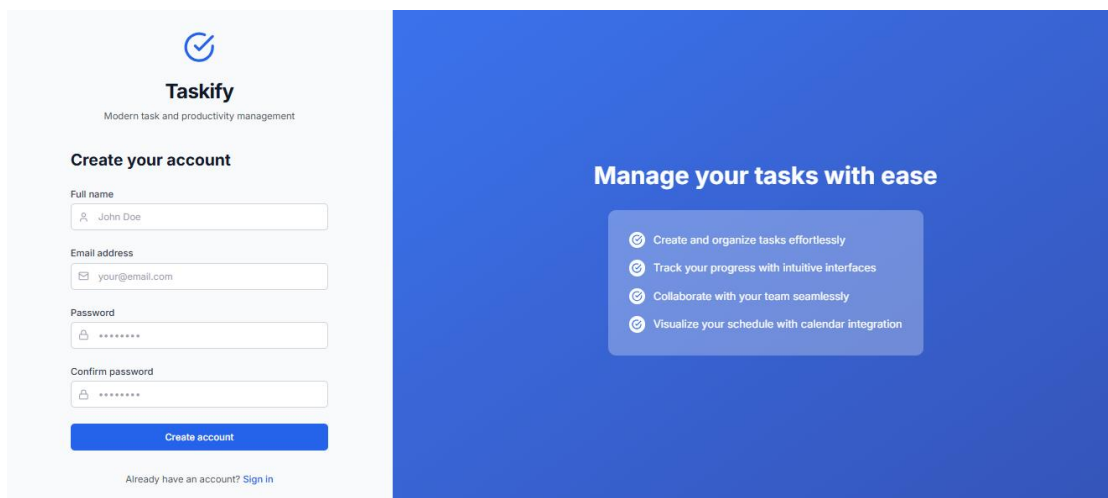 Taskify
Modern task and productivity management
Create your account
Full name
John Doe
Email address
your@email.com
Password
••••••••
Confirm password
••••••••
Create account
Already have an account? Sign in
Manage your tasks with ease
Create and organize tasks effortlessly
Track your progress with intuitive interfaces
Collaborate with your team seamlessly
Visualize your schedule with calendar integration